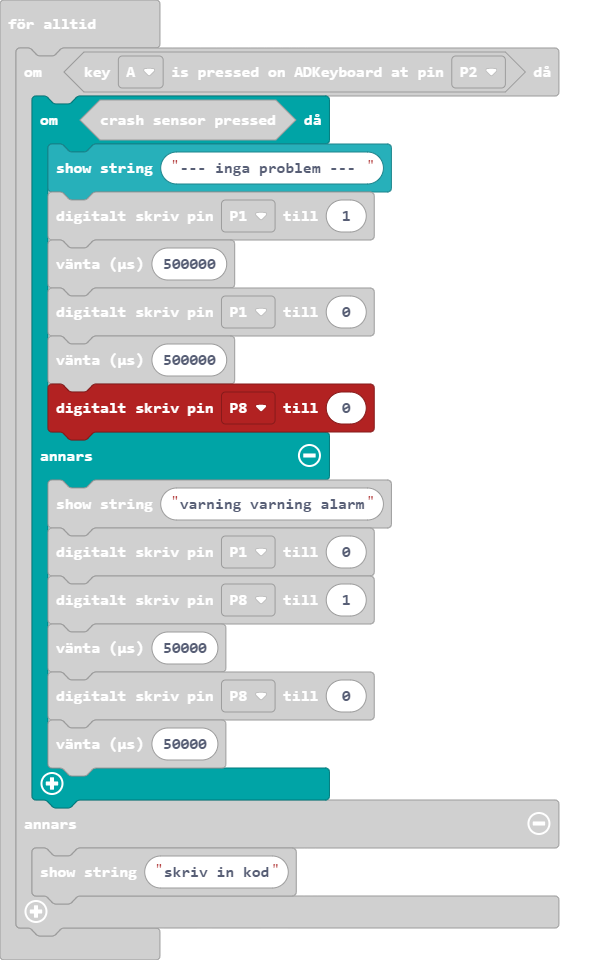 för alltid
om key A is pressed on ADKeyboard at pin P2 då
om crash sensor pressed då
show string "--- inga problem --- "
digitalt skriv pin P1 till 1
vänta (µs) 500000
digitalt skriv pin P1 till 0
vänta (µs) 500000
digitalt skriv pin P8 till 0
annars
show string "varning varning alarm"
digitalt skriv pin P1 till 0
digitalt skriv pin P8 till 1
vänta (µs) 50000
digitalt skriv pin P8 till 0
vänta (µs) 50000
annars
show string "skriv in kod"